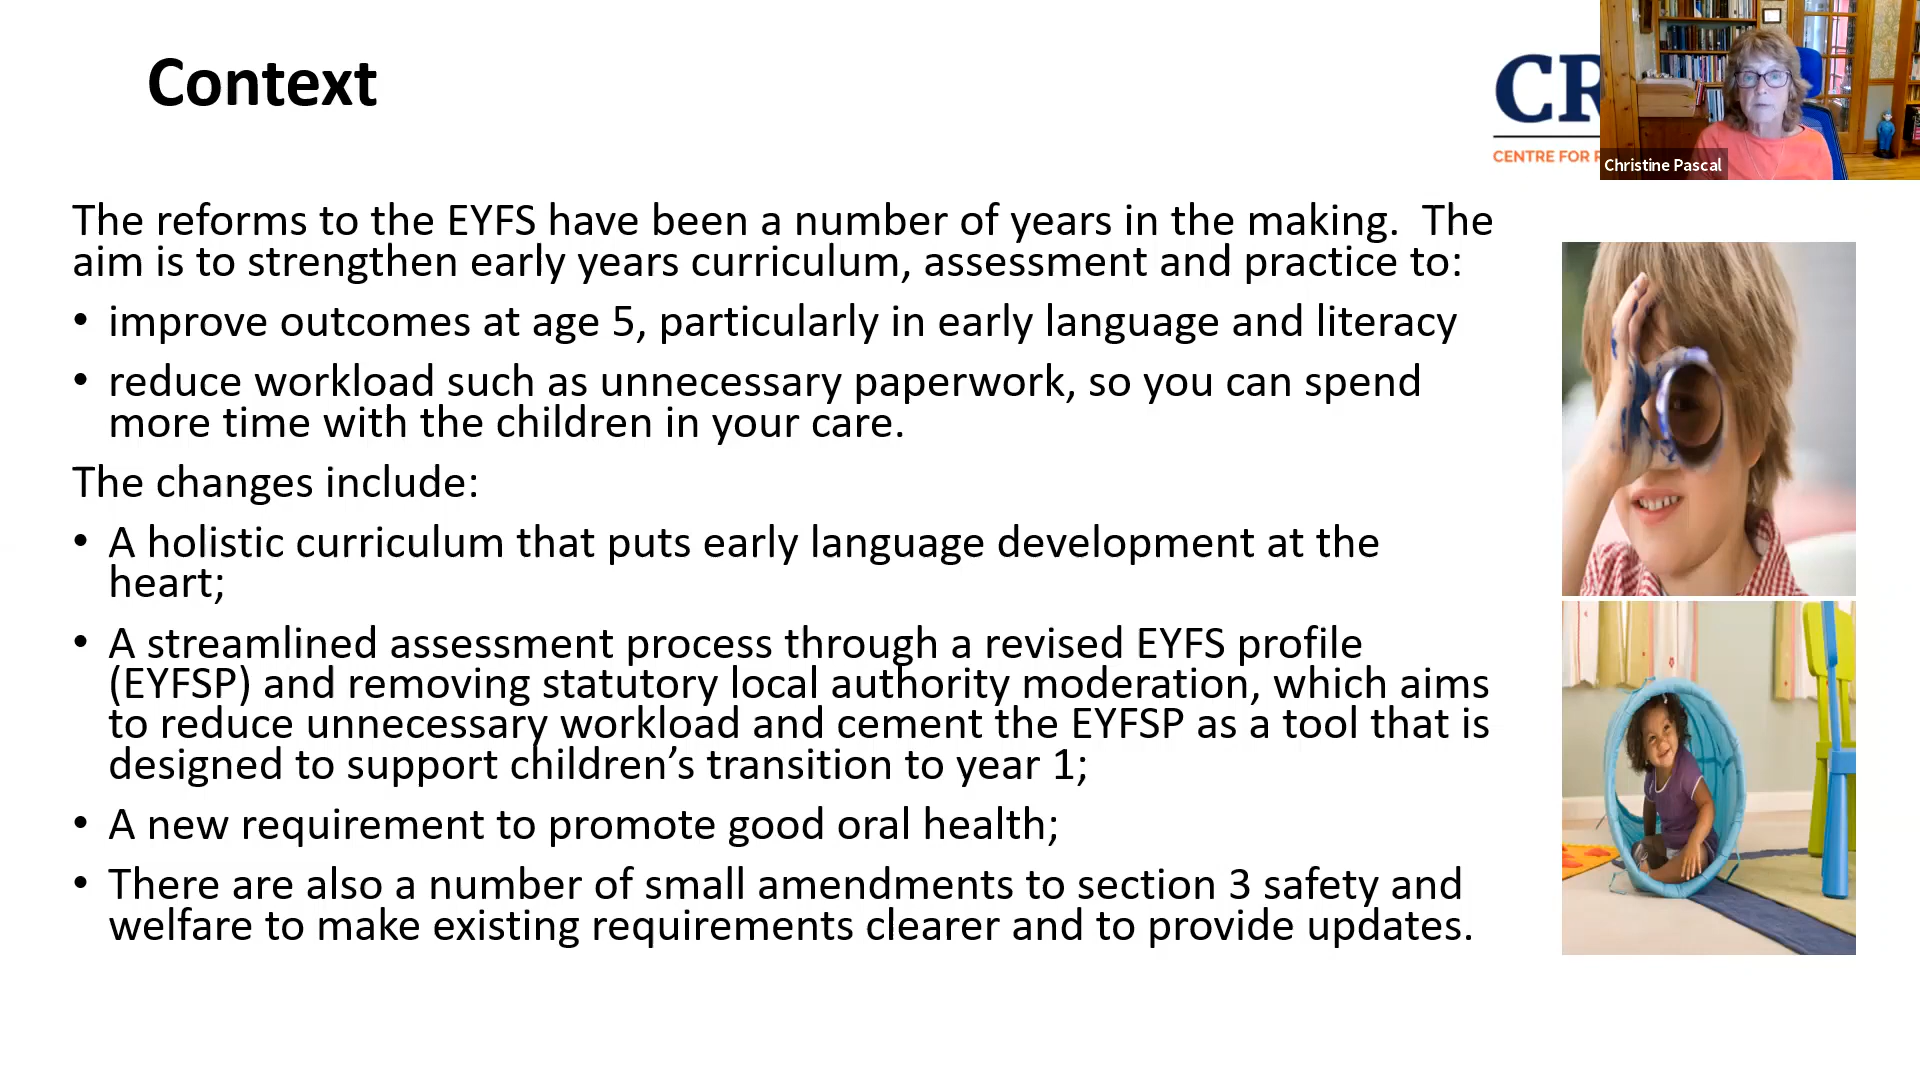 Context
CR
CENTRE FOR
Christine Pascal
The reforms to the EYFS have been a number of years in the making.  The
aim is to strengthen early years curriculum, assessment and practice to:
• improve outcomes at age 5, particularly in early language and literacy
• reduce workload such as unnecessary paperwork, so you can spend
more time with the children in your care.
The changes include:
• A holistic curriculum that puts early language development at the
heart;
• A streamlined assessment process through a revised EYFS profile
(EYFSP) and removing statutory local authority moderation, which aims
to reduce unnecessary workload and cement the EYFSP as a tool that is
designed to support children’s transition to year 1;
• A new requirement to promote good oral health;
• There are also a number of small amendments to section 3 safety and
welfare to make existing requirements clearer and to provide updates.